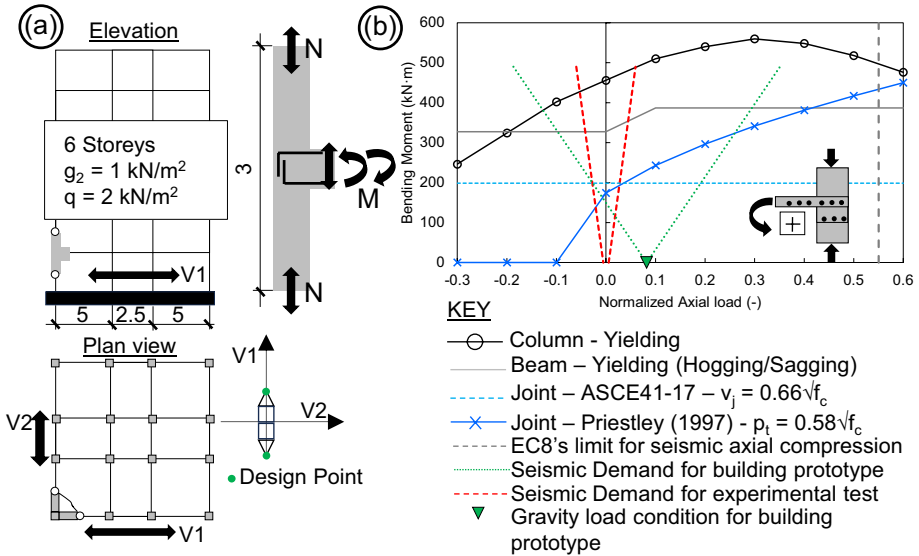 (a)
Elevation
6 Storeys
g₂ = 1 kN/m²
q = 2 kN/m²
V1
5
2.5
5
3
N
M
N
Plan view
V1
V2
V2
Design Point
V1
(b)
Bending Moment (kN·m)
600
500
400
300
200
100
0
-0.3
-0.2
-0.1
0.0
0.1
0.2
0.3
0.4
0.5
0.6
Normalized Axial load (-)
+
KEY
Column - Yielding
Beam – Yielding (Hogging/Sagging)
Joint – ASCE41-17 – vⱼ = 0.66√f꜀
Joint – Priestley (1997) - pₜ = 0.58√f꜀
EC8's limit for seismic axial compression
Seismic Demand for building prototype
Seismic Demand for experimental test
Gravity load condition for building
prototype